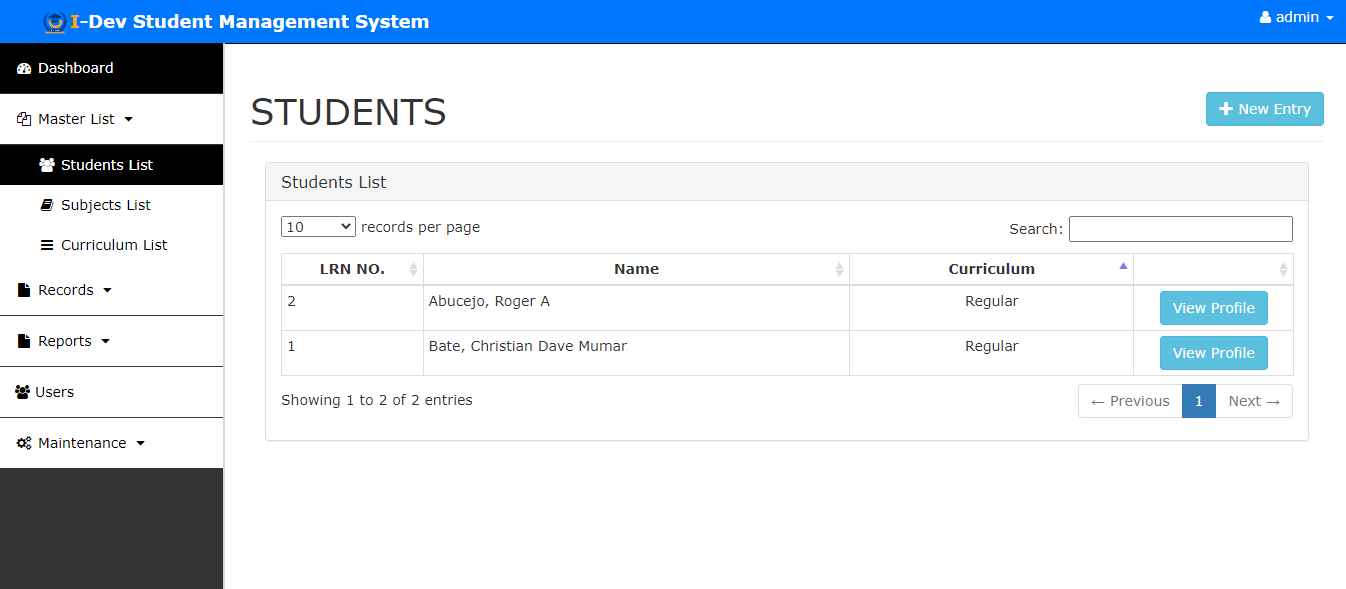 I-Dev Student Management System
admin
Dashboard
Master List
Students List
Subjects List
Curriculum List
Records
Reports
Users
Maintenance
STUDENTS
New Entry
Students List
10 records per page
Search:
LRN NO. Name Curriculum
2 Abucejo, Roger A Regular View Profile
1 Bate, Christian Dave Mumar Regular View Profile
Showing 1 to 2 of 2 entries
← Previous 1 Next →